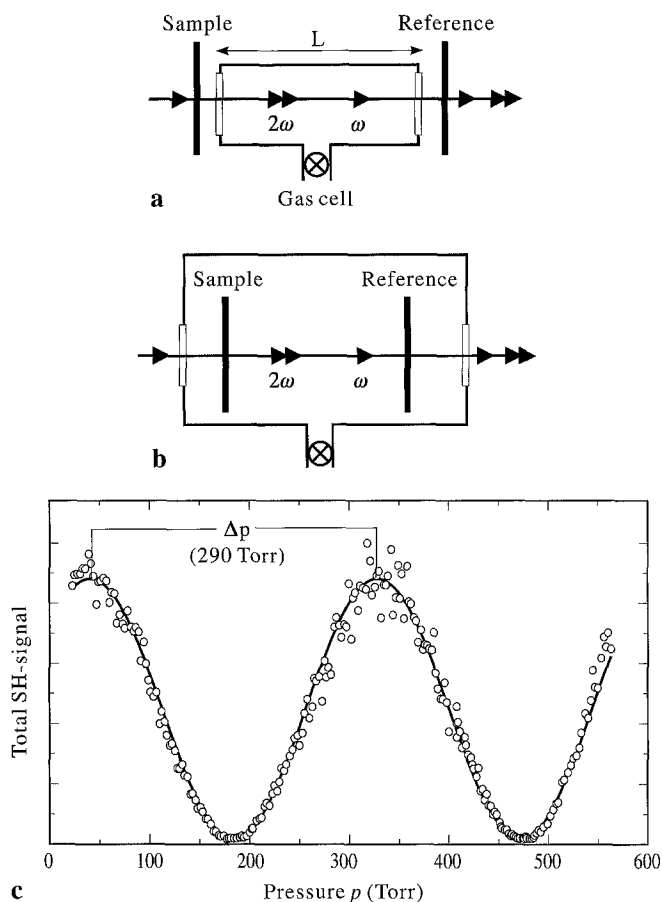 Sample Reference
L
2ω ω
Gas cell
a
Sample Reference
2ω ω
b
Δp
(290 Torr)
Total SH-signal
0 100 200 300 400 500 600
Pressure p (Torr)
c